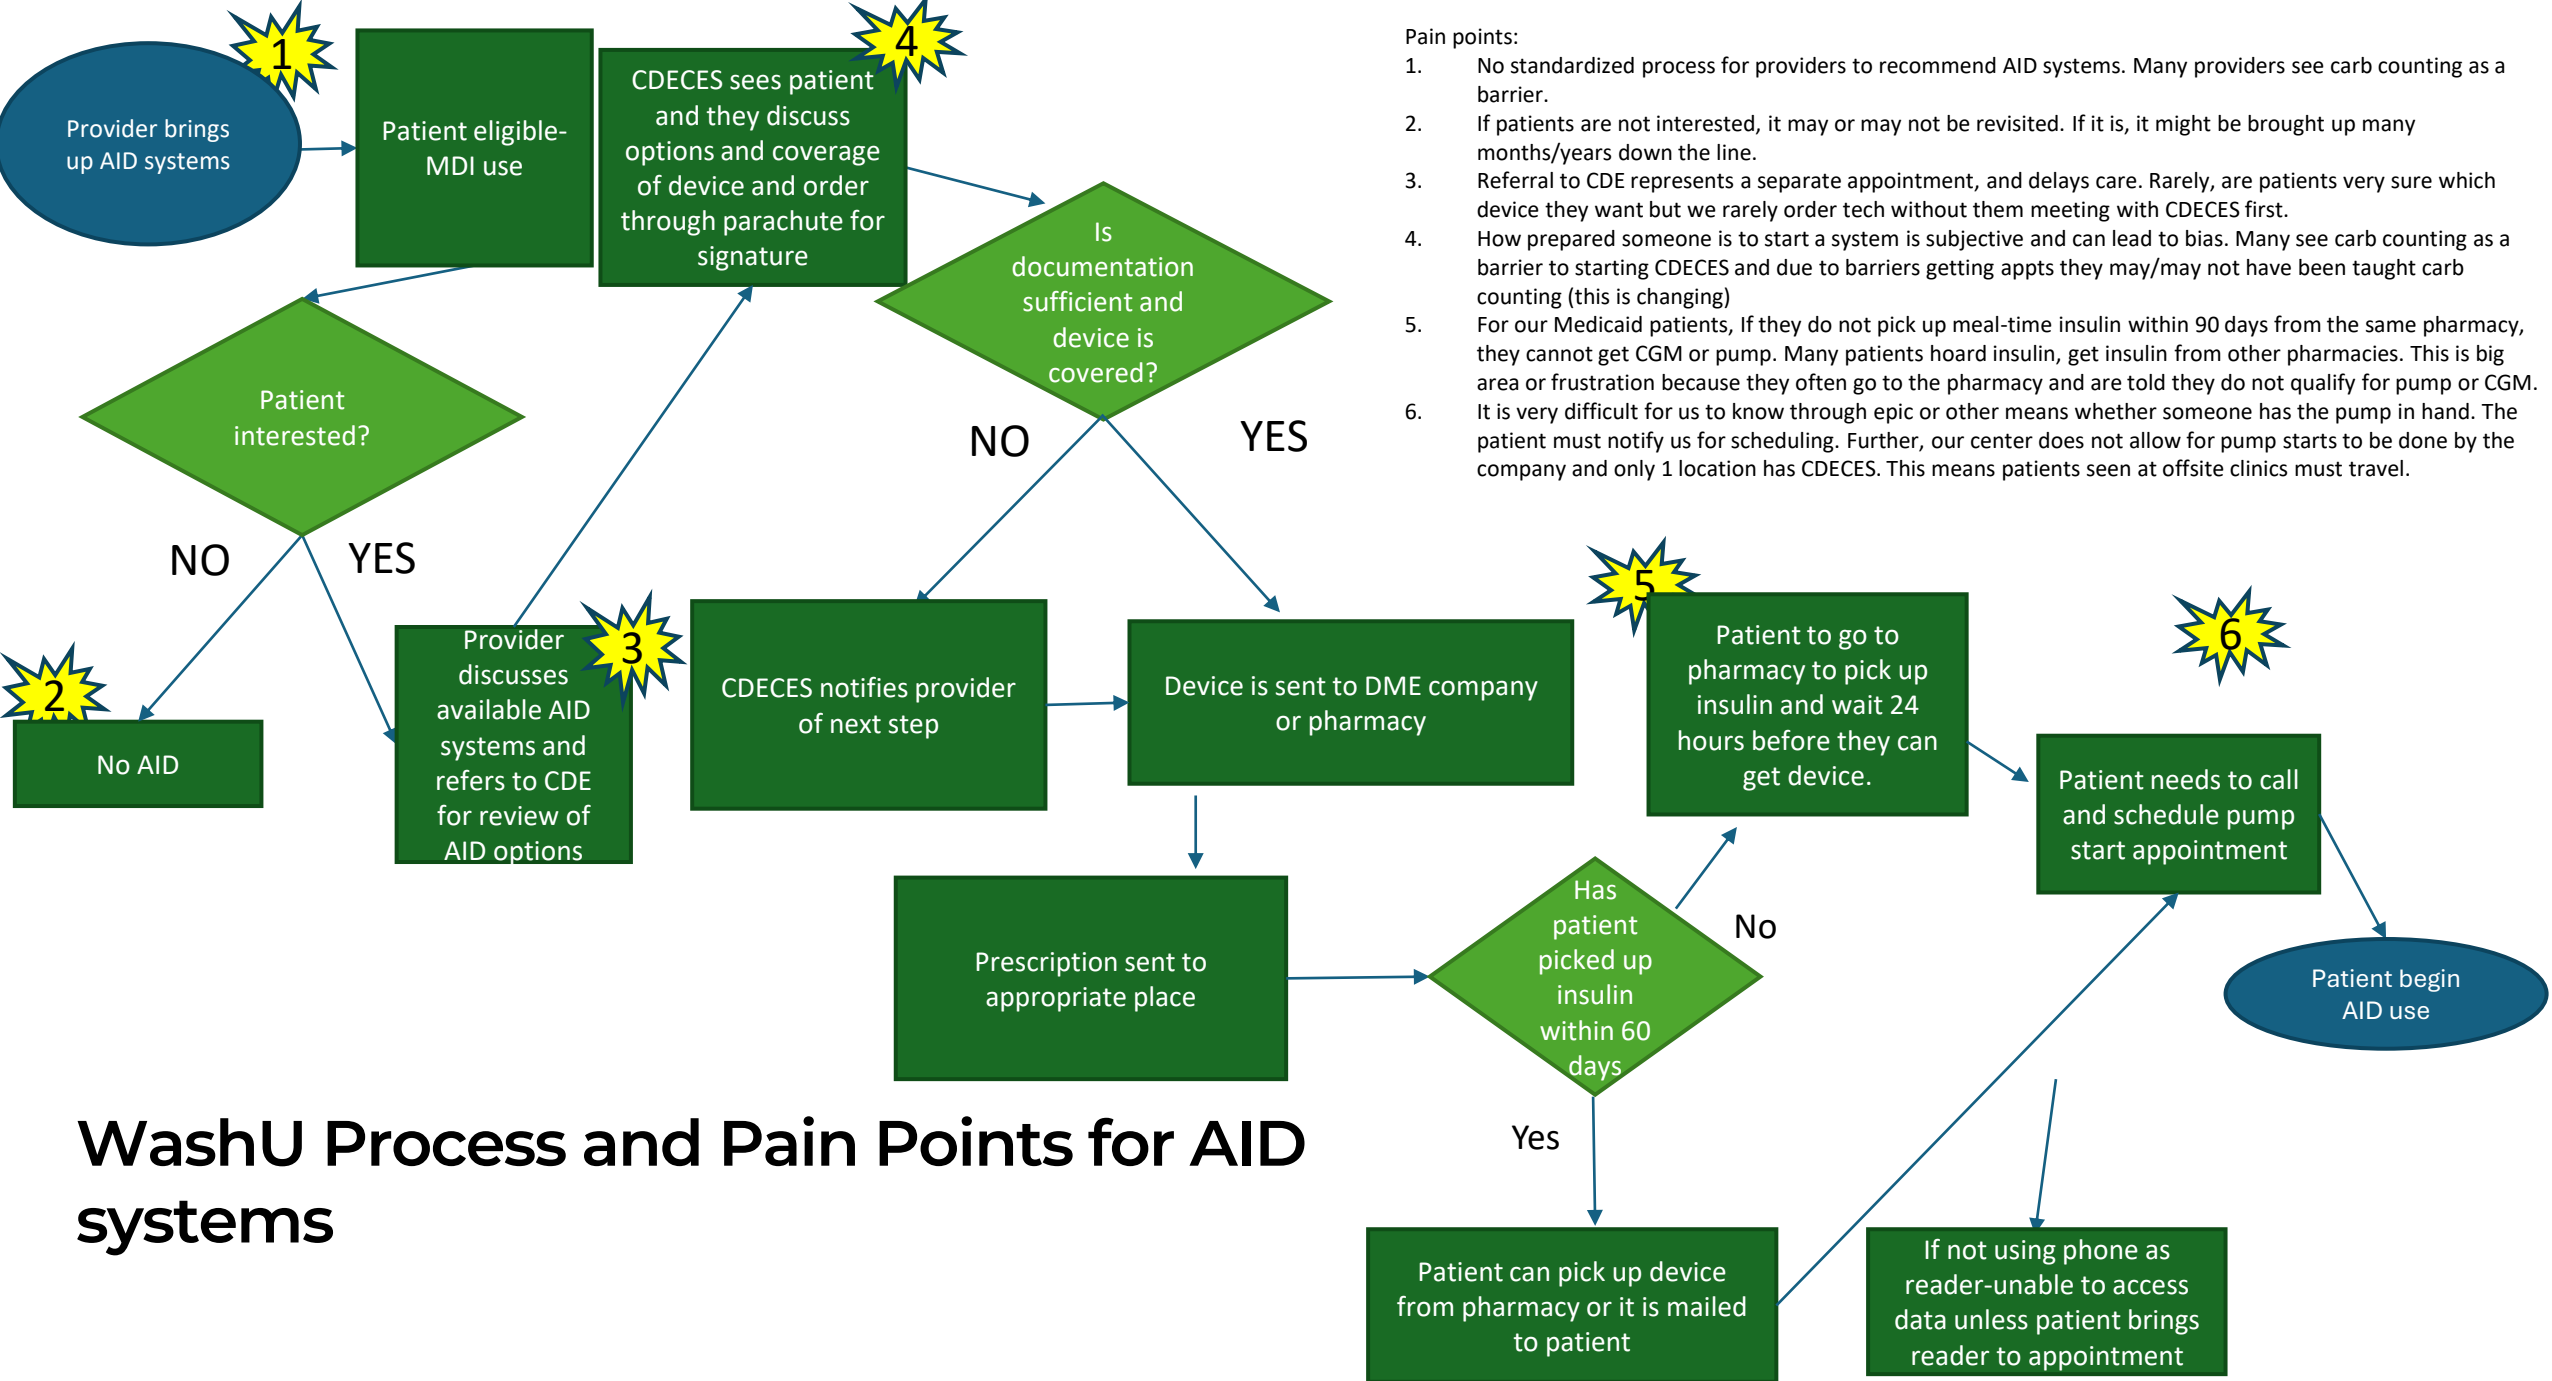 1
Provider brings
up AID systems
Patient eligible-
MDI use
4
CDECES sees patient
and they discuss
options and coverage
of device and order
through parachute for
signature
Is
documentation
sufficient and
device is
covered?
NO
YES
Patient
interested?
NO
YES
2
No AID
3
Provider
discusses
available AID
systems and
refers to CDE
for review of
AID options
CDECES notifies provider
of next step
Device is sent to DME company
or pharmacy
Prescription sent to
appropriate place
Has
patient
picked up
insulin
within 60
days
No
Yes
5
Patient to go to
pharmacy to pick up
insulin and wait 24
hours before they can
get device.
6
Patient needs to call
and schedule pump
start appointment
Patient begin
AID use
Patient can pick up device
from pharmacy or it is mailed
to patient
If not using phone as
reader-unable to access
data unless patient brings
reader to appointment
Pain points:
1. No standardized process for providers to recommend AID systems. Many providers see carb counting as a
barrier.
2. If patients are not interested, it may or may not be revisited. If it is, it might be brought up many
months/years down the line.
3. Referral to CDE represents a separate appointment, and delays care. Rarely, are patients very sure which
device they want but we rarely order tech without them meeting with CDECES first.
4. How prepared someone is to start a system is subjective and can lead to bias. Many see carb counting as a
barrier to starting CDECES and due to barriers getting appts they may/may not have been taught carb
counting (this is changing)
5. For our Medicaid patients, If they do not pick up meal-time insulin within 90 days from the same pharmacy,
they cannot get CGM or pump. Many patients hoard insulin, get insulin from other pharmacies. This is big
area or frustration because they often go to the pharmacy and are told they do not qualify for pump or CGM.
6. It is very difficult for us to know through epic or other means whether someone has the pump in hand. The
patient must notify us for scheduling. Further, our center does not allow for pump starts to be done by the
company and only 1 location has CDECES. This means patients seen at offsite clinics must travel.
WashU Process and Pain Points for AID
systems